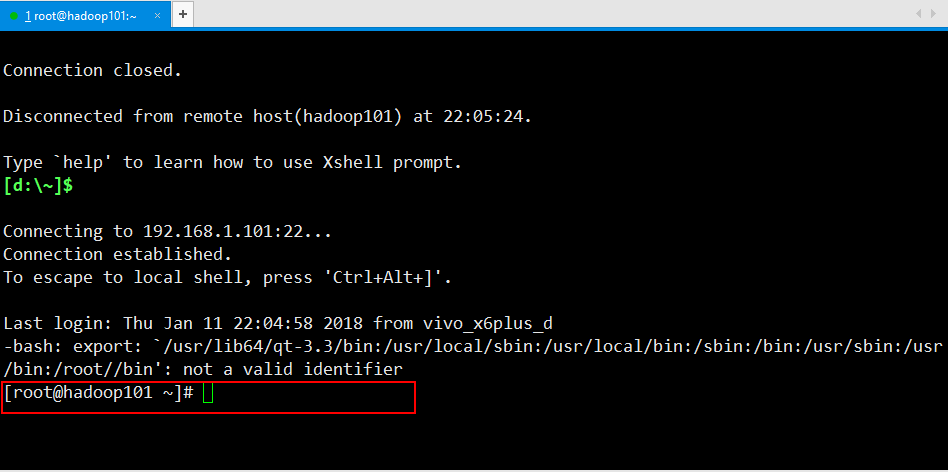 1 root@hadoop101:~ × +
Connection closed.
Disconnected from remote host(hadoop101) at 22:05:24.
Type `help' to learn how to use Xshell prompt.
[d:\~]$
Connecting to 192.168.1.101:22...
Connection established.
To escape to local shell, press 'Ctrl+Alt+]'.
Last login: Thu Jan 11 22:04:58 2018 from vivo_x6plus_d
-bash: export: `/usr/lib64/qt-3.3/bin:/usr/local/sbin:/usr/local/bin:/sbin:/bin:/usr/sbin:/usr
/bin:/root//bin': not a valid identifier
[root@hadoop101 ~]#